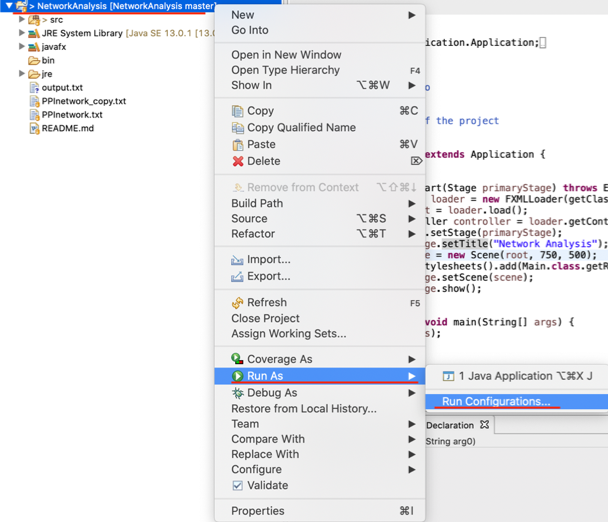 > NetworkAnalysis [NetworkAnalysis master]
> src
JRE System Library [Java SE 13.0.1 [13.0
javafx
bin
jre
output.txt
PPInetwork_copy.txt
PPInetwork.txt
README.md
New
Go Into
Open in New Window
Open Type Hierarchy F4
Show In ⌥⌘W
Copy ⌘C
Copy Qualified Name
Paste ⌘V
Delete ⌦
Remove from Context ⌥⇧⌘↓
Build Path
Source ⌥⌘S
Refactor ⌥⌘T
Import...
Export...
Refresh F5
Close Project
Assign Working Sets...
Coverage As
Run As
Debug As
Restore from Local History...
Team
Compare With
Replace With
Configure
Validate
Properties ⌘I
1 Java Application ⌥⌘X J
Run Configurations...
ication.Application;
o
f the project
extends Application {
art(Stage primaryStage) throws E
loader = new FXMLLoader(getClas
t = loader.load();
ller controller = loader.getCont
.setStage(primaryStage);
ge.setTitle("Network Analysis");
e = new Scene(root, 750, 500);
tylesheets().add(Main.class.getR
ge.setScene(scene);
ge.show();
void main(String[] args) {
s);
Declaration
String arg0)